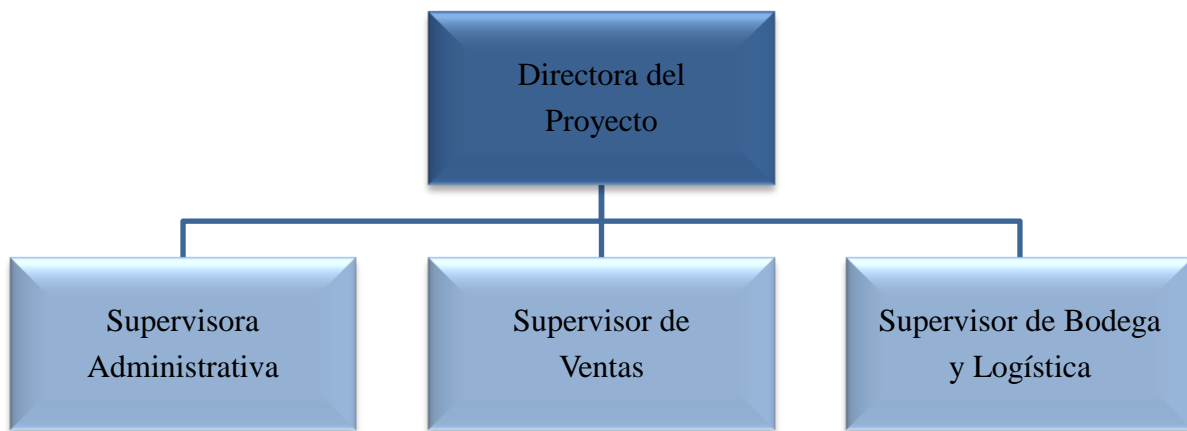 Directora del
Proyecto
Supervisora
Administrativa
Supervisor de
Ventas
Supervisor de Bodega
y Logística